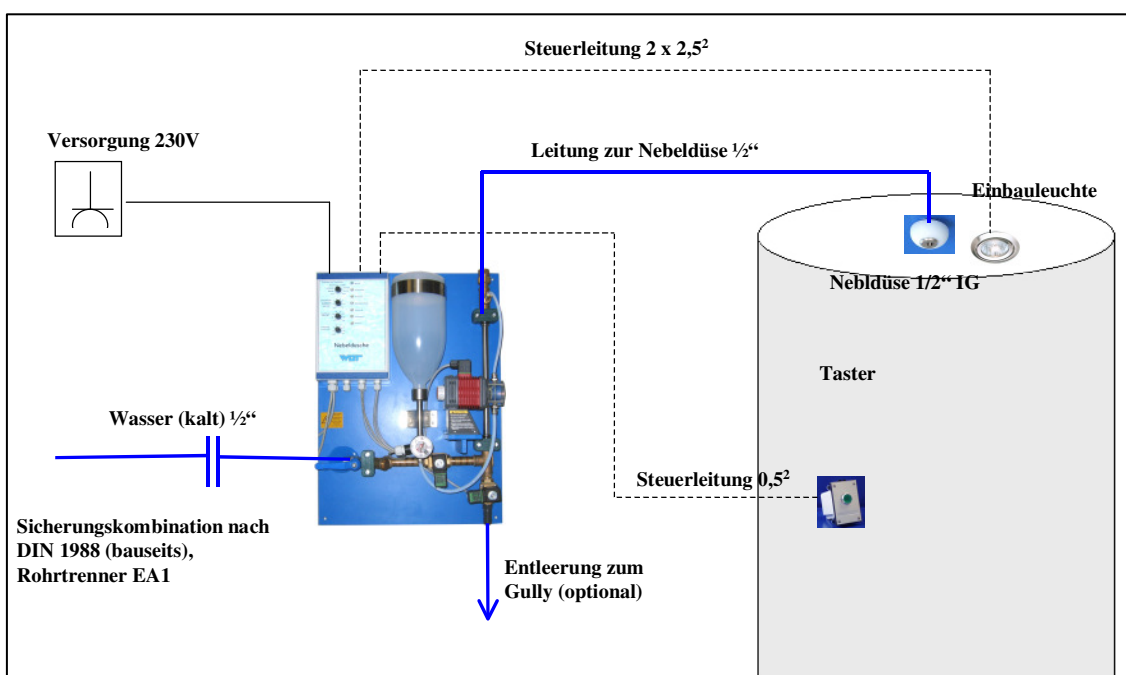 Steuerleitung 2 x 2,5²
Versorgung 230V
Leitung zur Nebeldüse ½“
Einbauleuchte
Nebldüse 1/2“ IG
Nebeldusche
Taster
Wasser (kalt) ½“
Steuerleitung 0,5²
Sicherungskombination nach
DIN 1988 (bauseits),
Rohrtrenner EA1
Entleerung zum
Gully (optional)